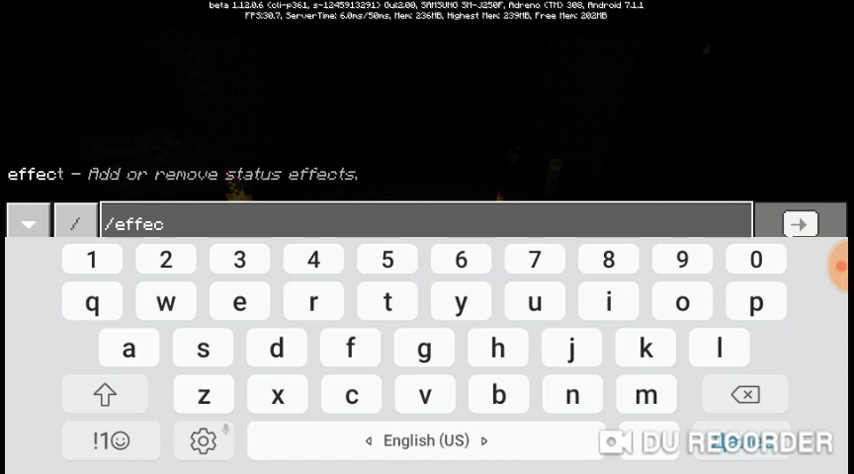 beta 1.12.0.6 (cli-p361, s-1245913291) Gui2.00, SAMSUNG SM-J250F, Adreno (TM) 308, Android 7.1.1
FPS:30.7, ServerTime: 6.0ms/50ms, Mem: 236MB, Highest Mem: 239MB, Free Mem: 202MB
effect - Add or remove status effects.
/ /effec
1 2 3 4 5 6 7 8 9 0
q w e r t y u i o p
a s d f g h j k l
z x c v b n m
!1☺ English (US) DU RECORDER